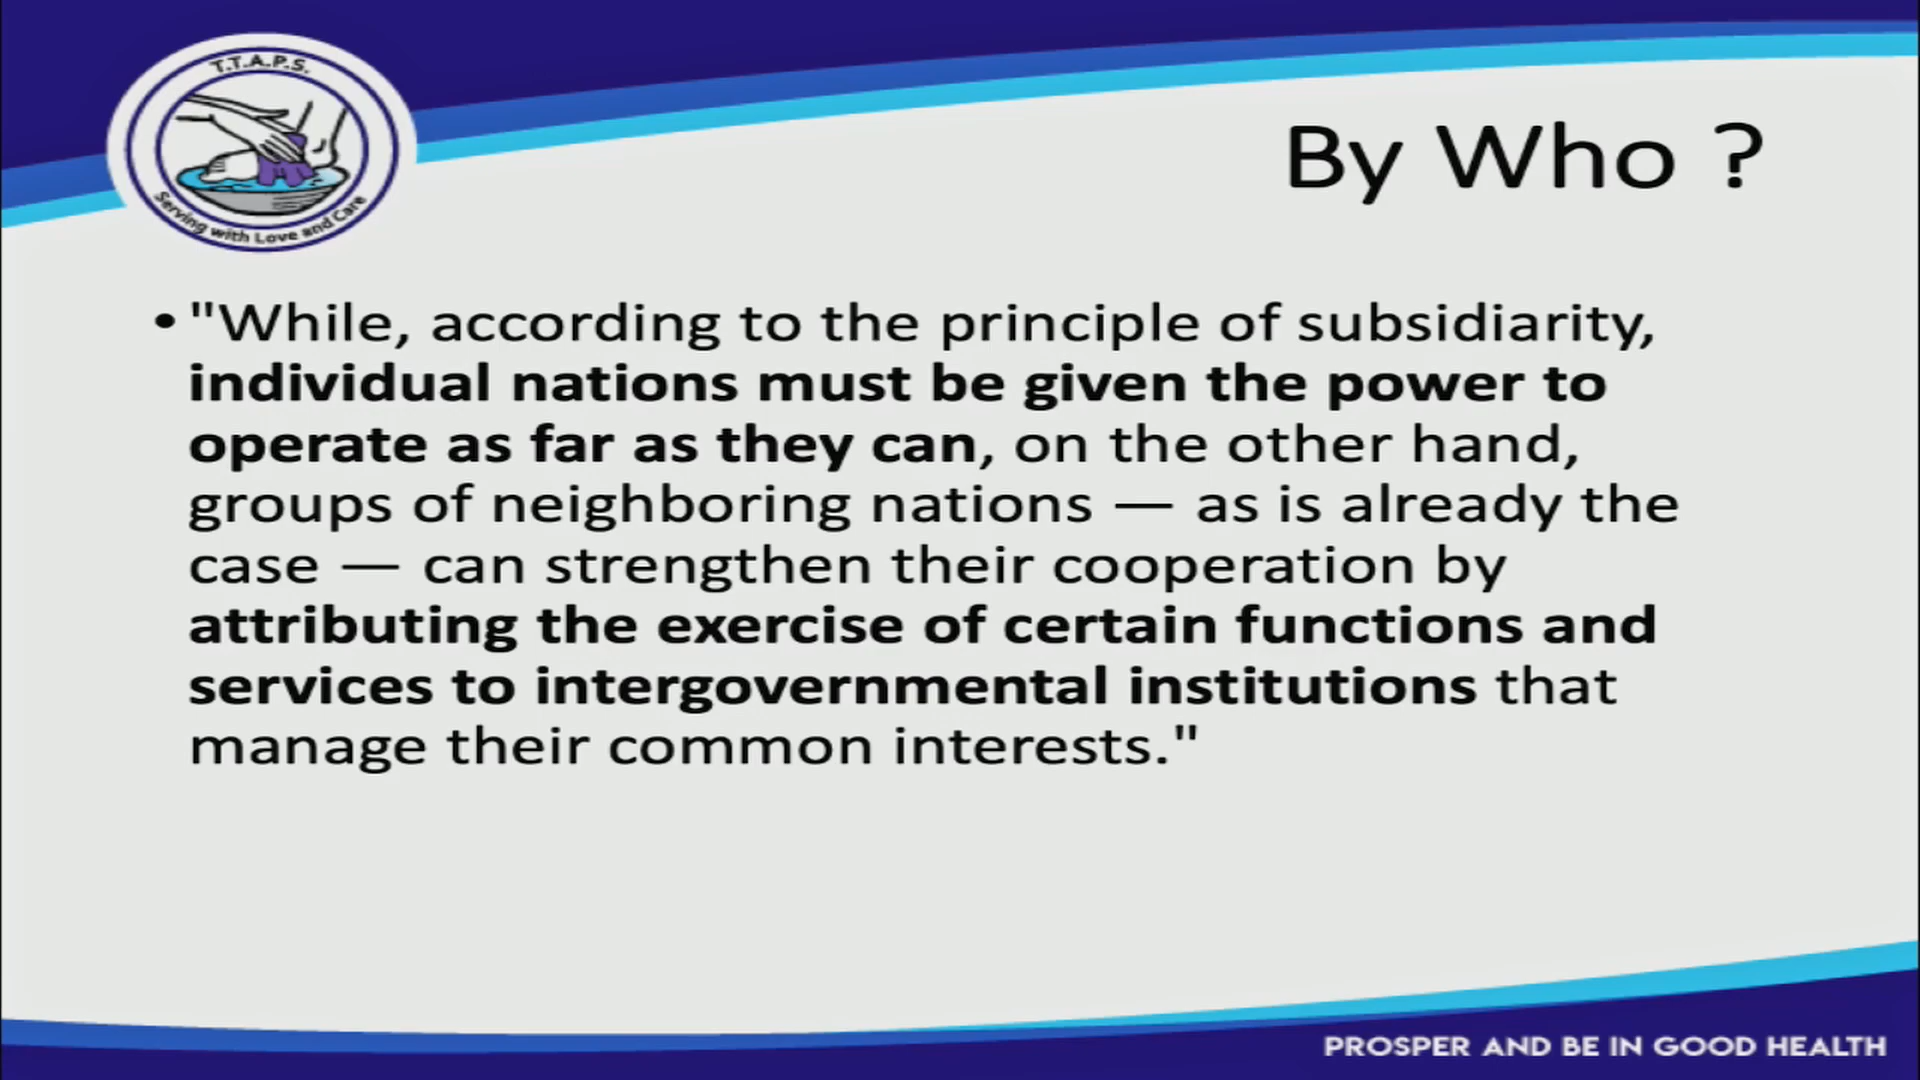 T.T.A.P.S.
Serving with Love and Care
By Who ?
• "While, according to the principle of subsidiarity,
individual nations must be given the power to
operate as far as they can, on the other hand,
groups of neighboring nations — as is already the
case — can strengthen their cooperation by
attributing the exercise of certain functions and
services to intergovernmental institutions that
manage their common interests."
PROSPER AND BE IN GOOD HEALTH